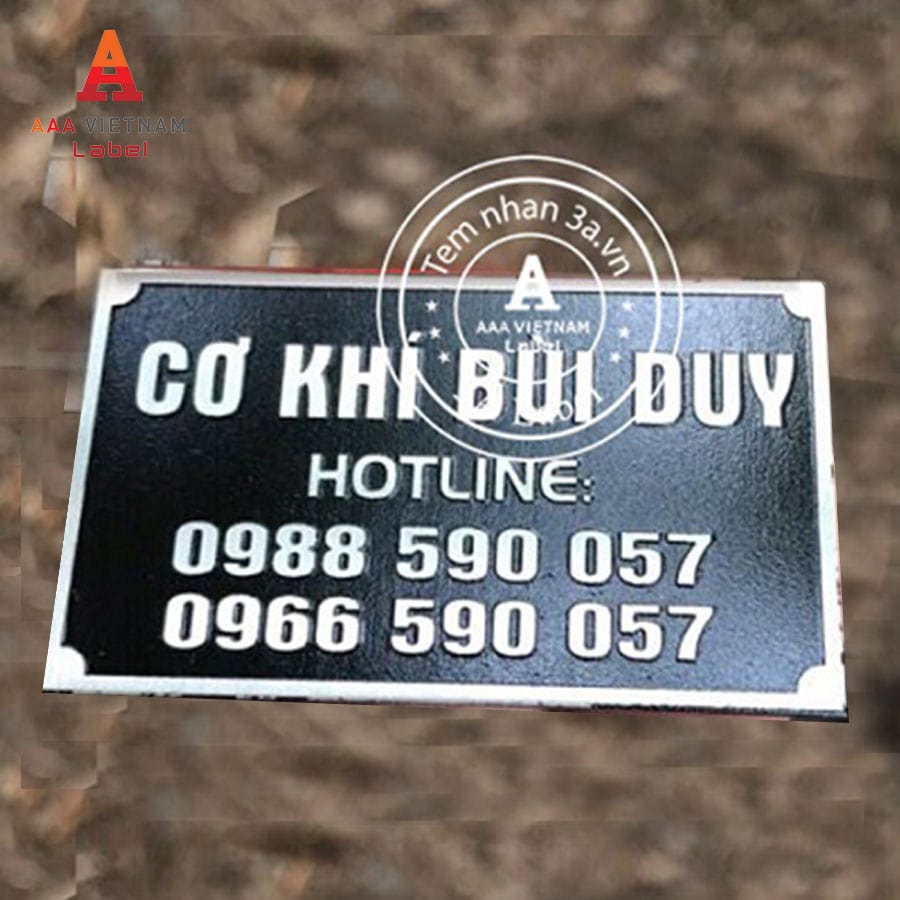 A
AAA VIETNAM
Label
Tem nhan 3a.vn
A
AAA VIETNAM
Label
CƠ KHÍ BÙI DUY
HOTLINE:
0988 590 057
0966 590 057